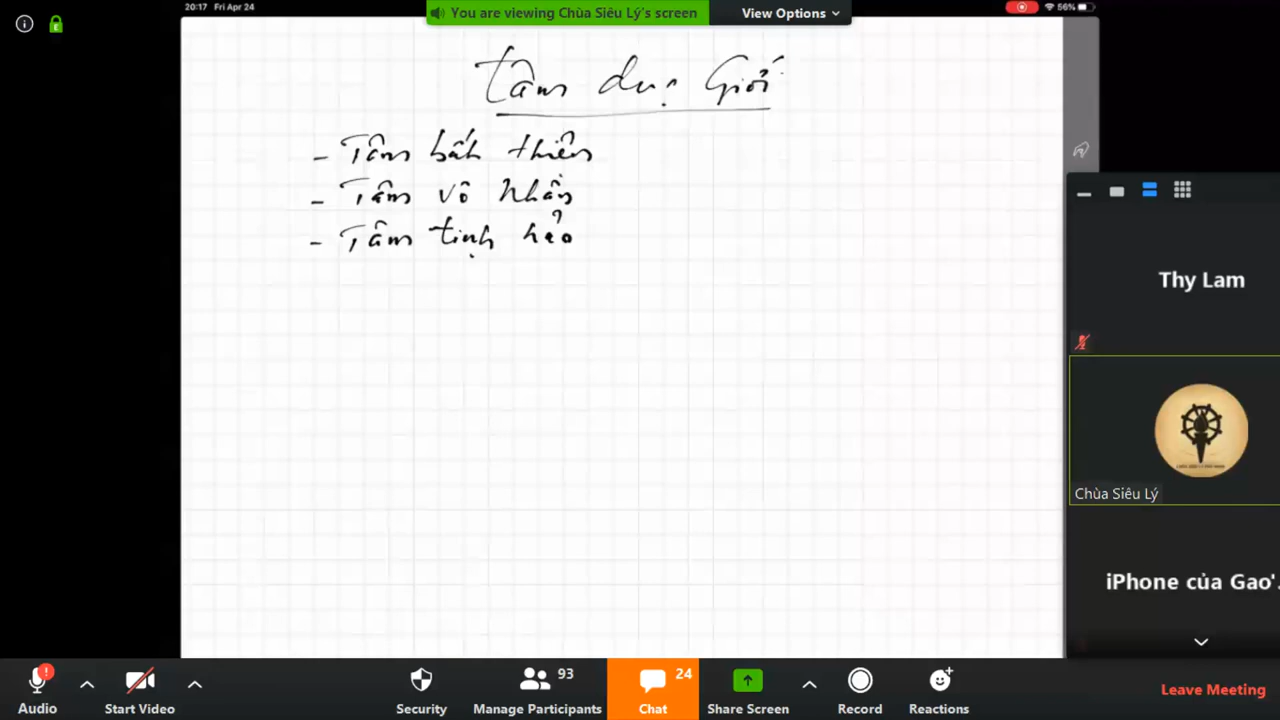 20:17 Fri Apr 24
You are viewing Chùa Siêu Lý's screen
View Options
56%
Tâm dục Giới
- Tâm bất thiện
- Tâm vô Nhân
- Tâm tịnh hảo
Thy Lam
Chùa Siêu Lý
iPhone của Gao'.
Audio
Start Video
Security
Manage Participants
93
Chat
24
Share Screen
Record
Reactions
Leave Meeting